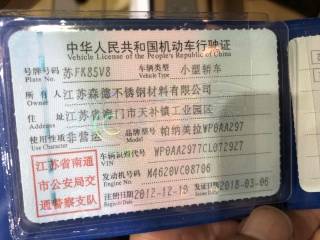 中华人民共和国机动车行驶证
Vehicle License of the People's Republic of China
号牌号码 苏FK85V8 车辆类型 小型轿车
Plate No. Vehicle Type
所有人 江苏森德不锈钢材料有限公司
Owner
住址 江苏省海门市天补镇工业园区
Address
使用性质 非营运 品牌型号 帕纳美拉WP0AA297
Use Character Model
江苏省南通
市公安局交
通警察支队
车辆识别代号 WP0AA2977CL072927
VIN
发动机号码 M4620VC08706
Engine No.
注册日期 2012-12-19 发证日期 2018-03-06
Register Date Issue Date